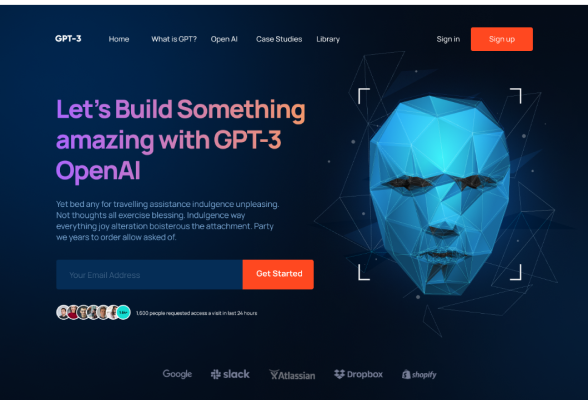 GPT-3
Home
What is GPT?
Open AI
Case Studies
Library
Sign in
Sign up
Let's Build Something
amazing with GPT-3
OpenAI
Yet bed any for travelling assistance indulgence unpleasing.
Not thoughts all exercise blessing. Indulgence way
everything joy alteration boisterous the attachment. Party
we years to order allow asked of.
Your Email Address
Get Started
1,600 people requested access a visit in last 24 hours
Google
slack
Atlassian
Dropbox
shopify